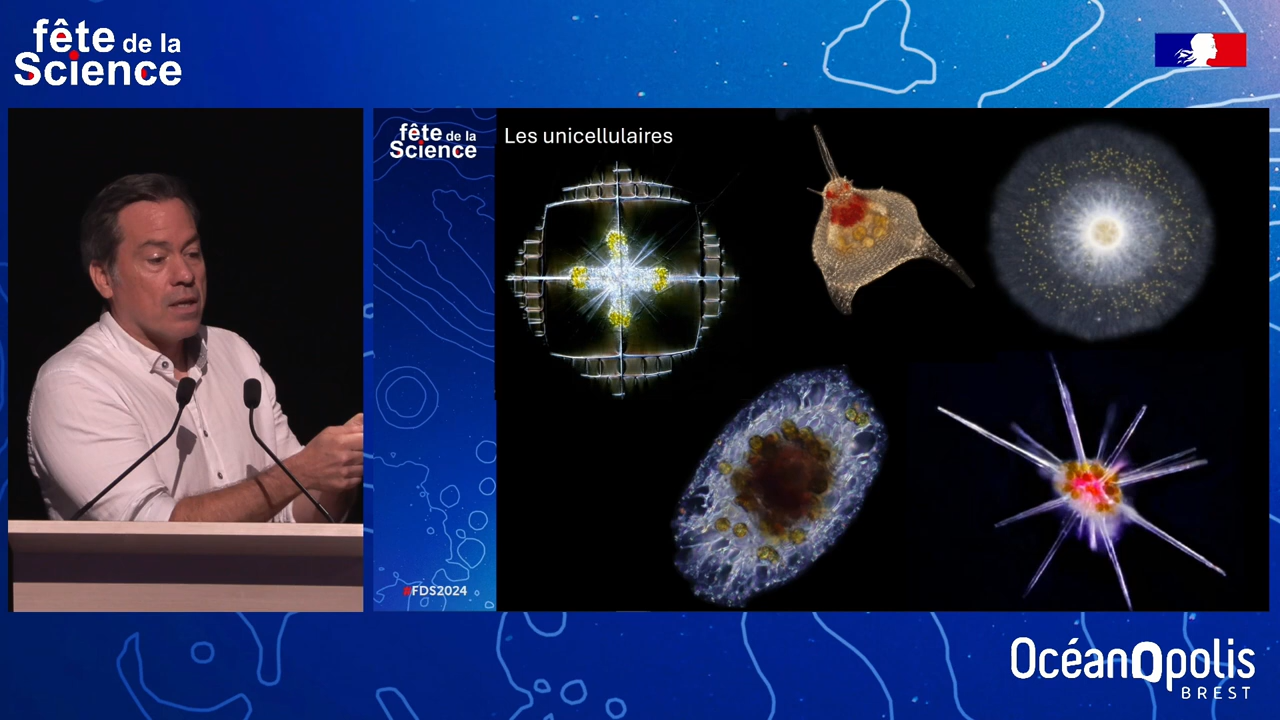 fête de la
Science
fête de la
Science
Les unicellulaires
#FDS2024
OcéanOpolis
BREST